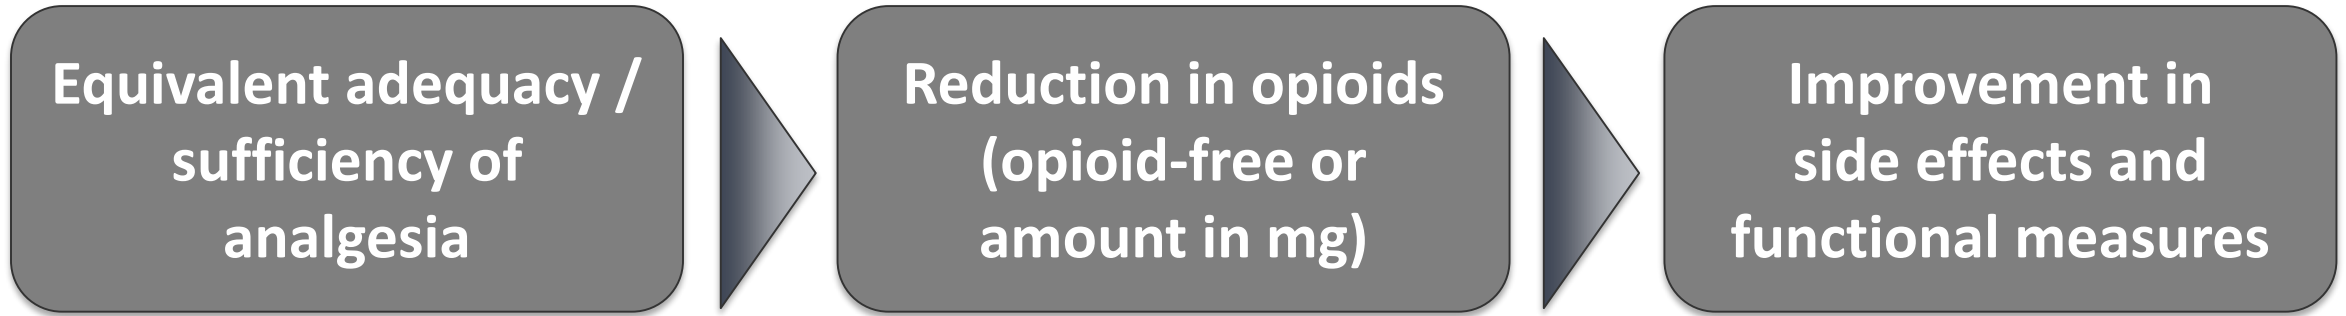 Equivalent adequacy /
sufficiency of
analgesia
Reduction in opioids
(opioid-free or
amount in mg)
Improvement in
side effects and
functional measures